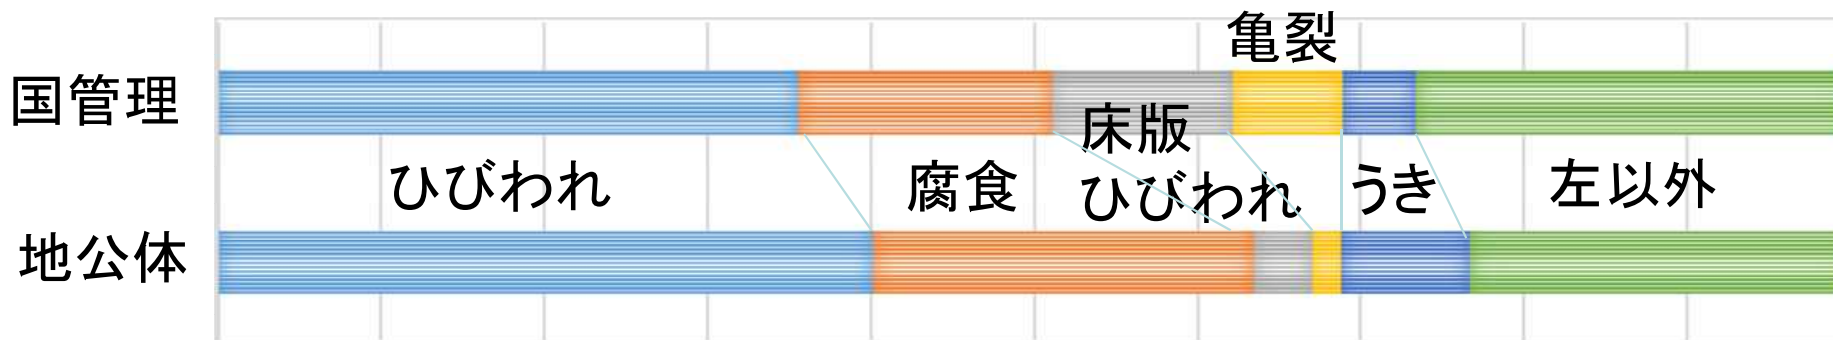 亀裂
国管理
床版
ひびわれ
ひびわれ
腐食
うき
左以外
地公体